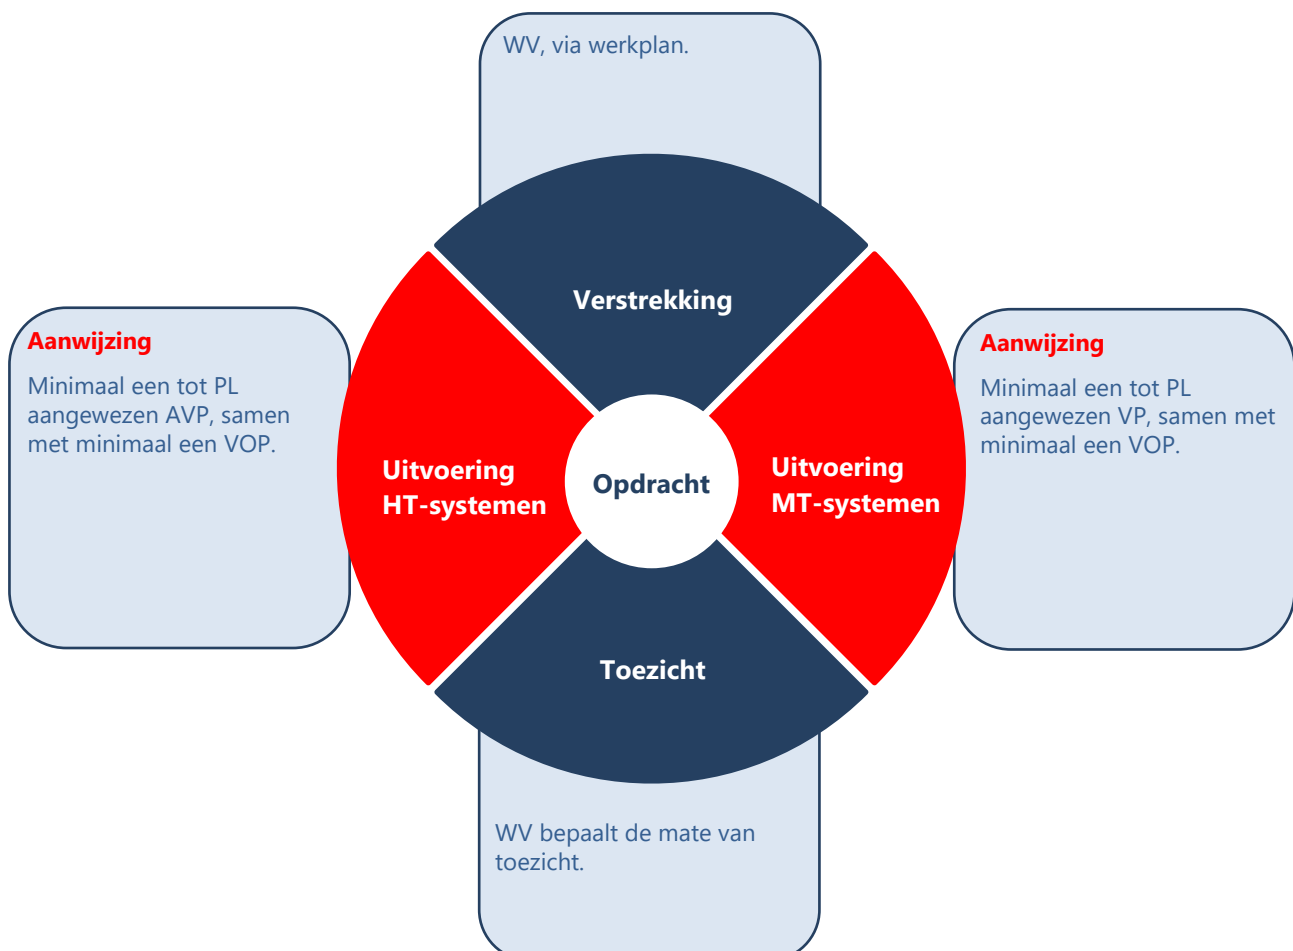 WV, via werkplan.
Verstrekking
Aanwijzing
Minimaal een tot PL
aangewezen AVP, samen
met minimaal een VOP.
Uitvoering
HT-systemen
Opdracht
Uitvoering
MT-systemen
Aanwijzing
Minimaal een tot PL
aangewezen VP, samen met
minimaal een VOP.
Toezicht
WV bepaalt de mate van
toezicht.